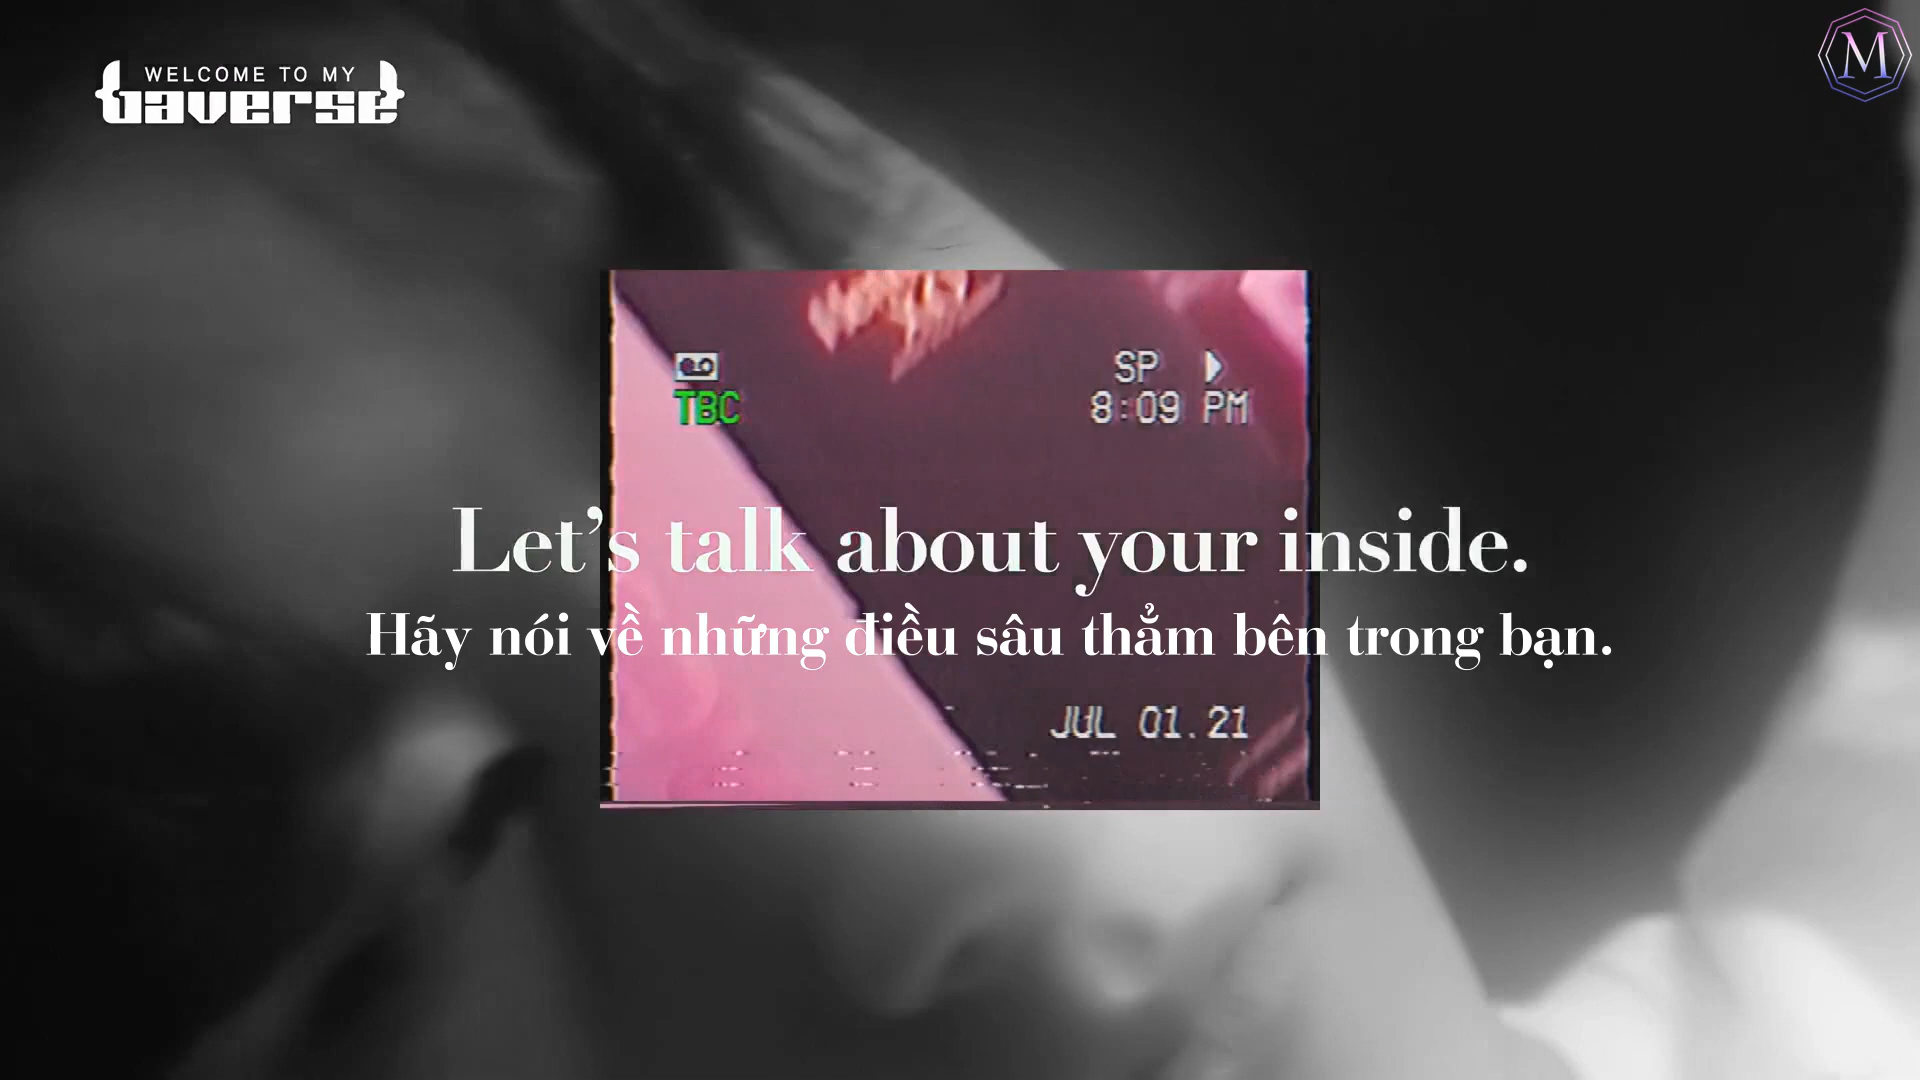 WELCOME TO MY
Baverse
M
SP
TBC
8:09 PM
Let's talk about your inside.
Hãy nói về những điều sâu thẳm bên trong bạn.
JUL 01.21